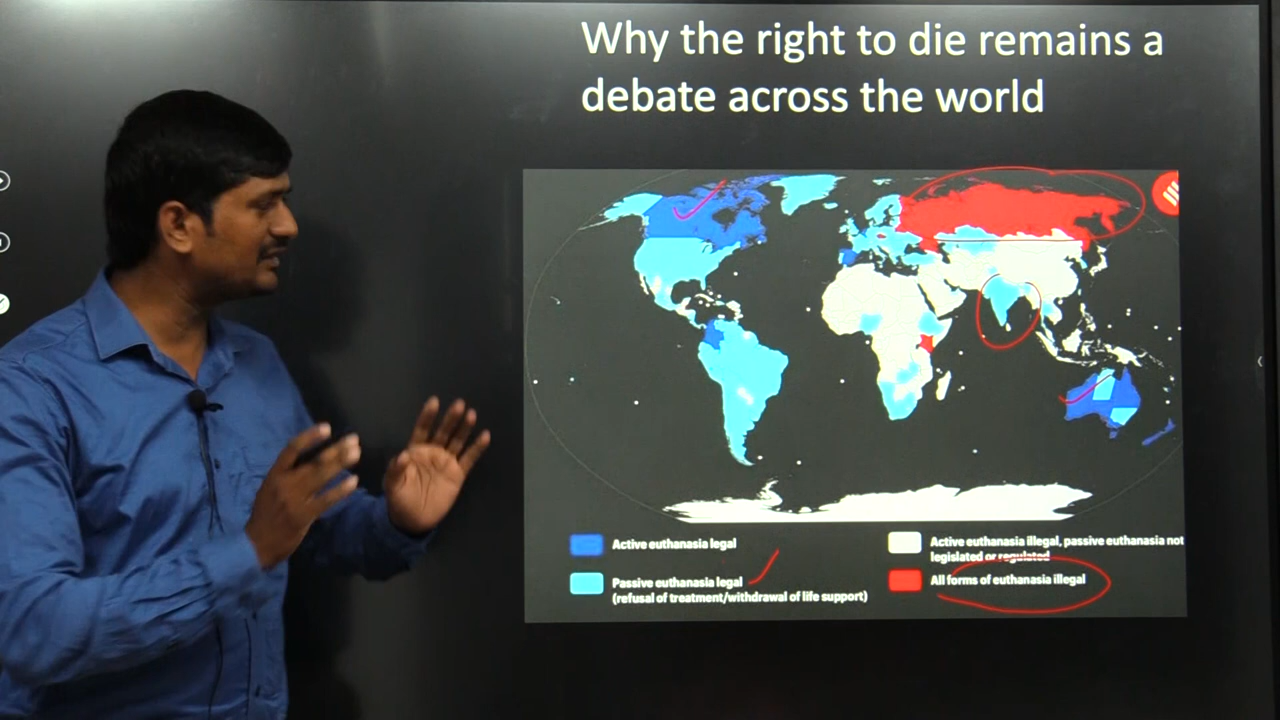 Why the right to die remains a
debate across the world
Active euthanasia legal
Passive euthanasia legal
(refusal of treatment/withdrawal of life support)
Active euthanasia illegal, passive euthanasia not
legislated or regulated
All forms of euthanasia illegal